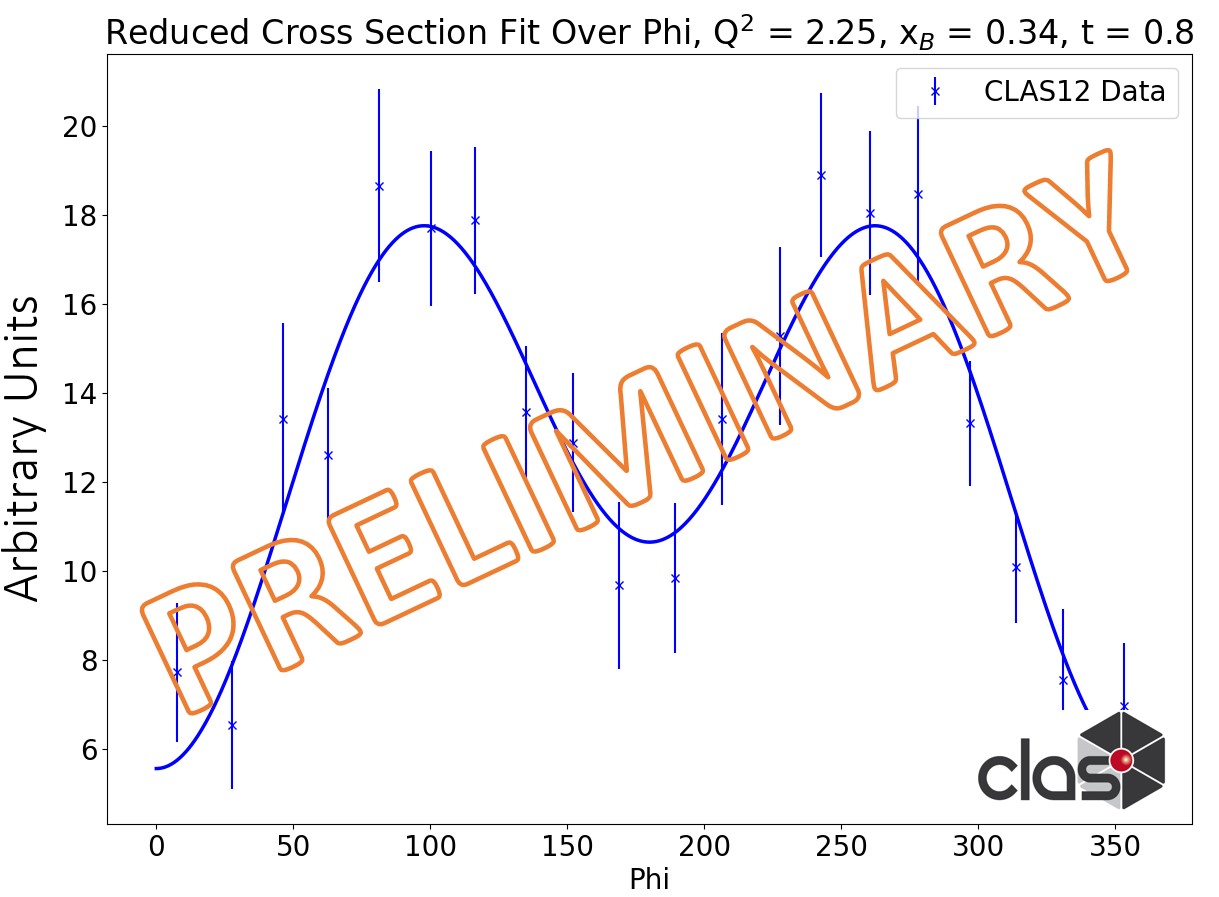 Reduced Cross Section Fit Over Phi, Q² = 2.25, x_B = 0.34, t = 0.8
CLAS12 Data
20
18
16
14
12
10
8
6
Arbitrary Units
PRELIMINARY
clas
0 50 100 150 200 250 300 350
Phi